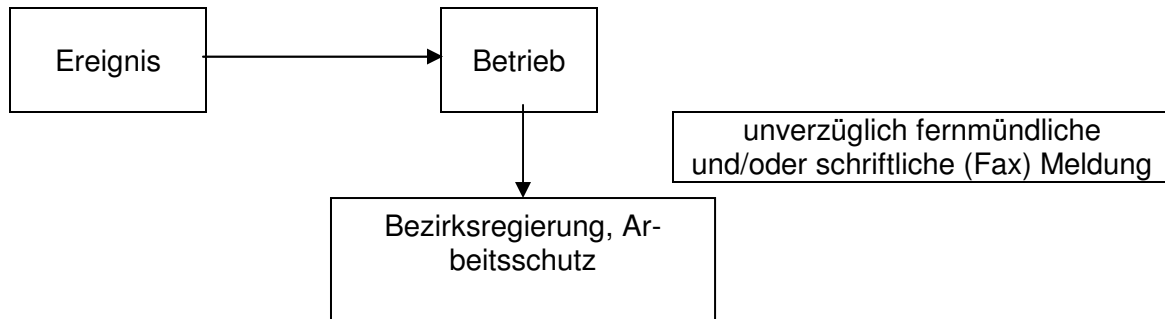 Ereignis
Betrieb
unverzüglich fernmündliche
und/oder schriftliche (Fax) Meldung
Bezirksregierung, Ar-
beitsschutz